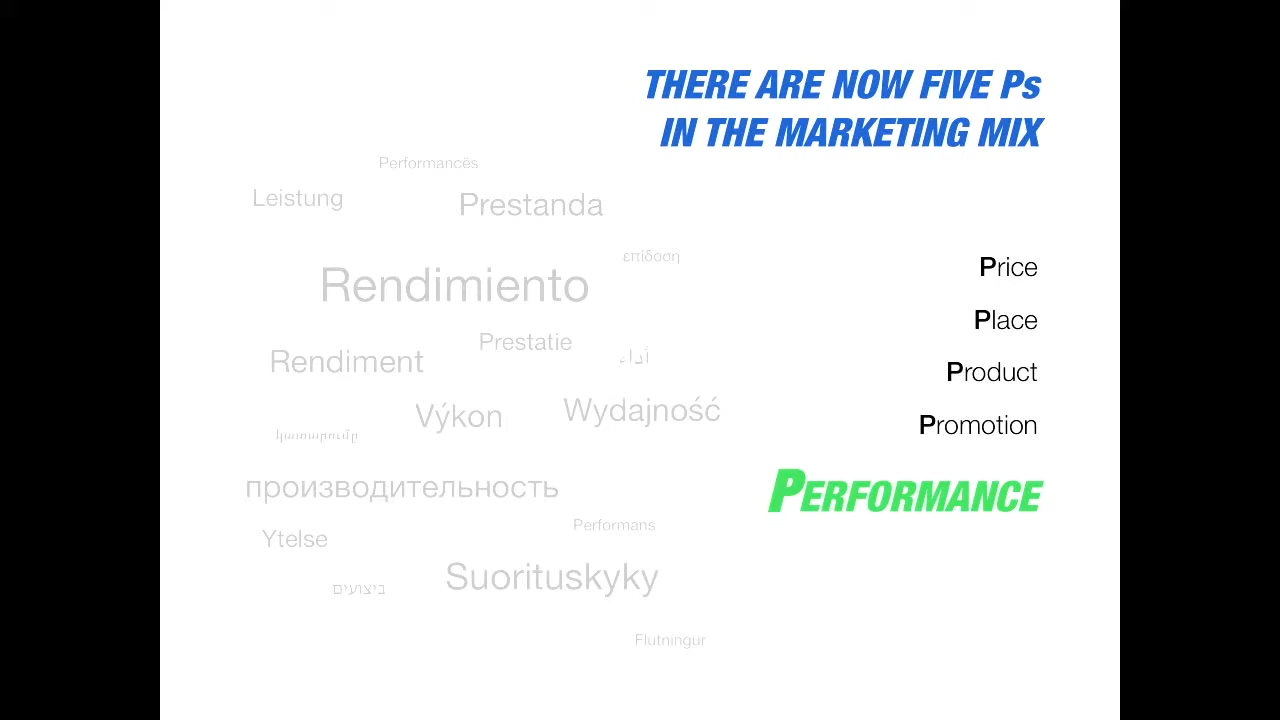 THERE ARE NOW FIVE Ps
IN THE MARKETING MIX
Performancës
Leistung
Prestanda
επίδοση
Rendimiento
Prestatie
أداء
Rendiment
Výkon
Wydajność
կատարումը
производительность
Performans
Ytelse
Suorituskyky
ביצועים
Flutningur
Price
Place
Product
Promotion
PERFORMANCE